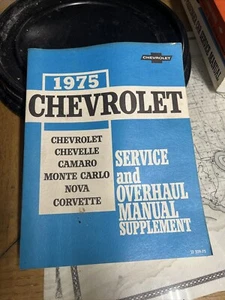 CHEVROLET
1975
CHEVROLET
CHEVROLET
CHEVELLE
CAMARO
MONTE CARLO
NOVA
CORVETTE
SERVICE
and
OVERHAUL
MANUAL
SUPPLEMENT